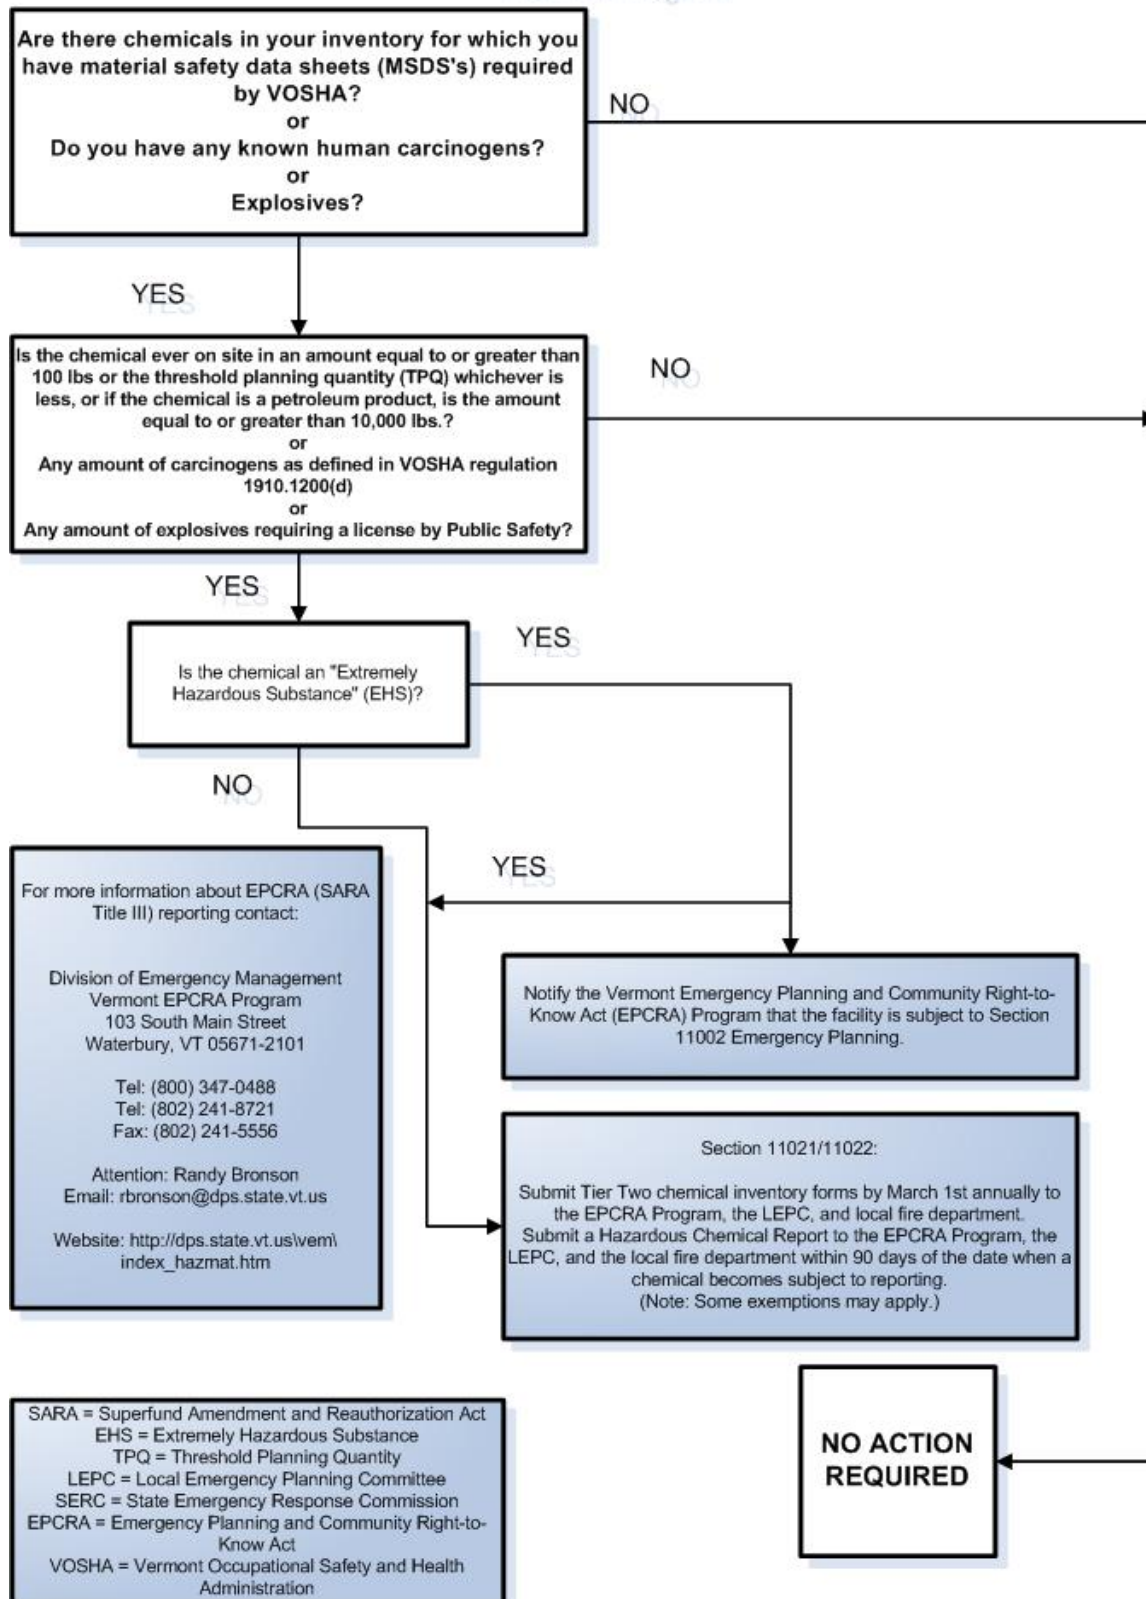 Are there chemicals in your inventory for which you
have material safety data sheets (MSDS's) required
by VOSHA?
or
Do you have any known human carcinogens?
or
Explosives?
NO
YES
Is the chemical ever on site in an amount equal to or greater than
100 lbs or the threshold planning quantity (TPQ) whichever is
less, or if the chemical is a petroleum product, is the amount
equal to or greater than 10,000 lbs.?
or
Any amount of carcinogens as defined in VOSHA regulation
1910.1200(d)
or
Any amount of explosives requiring a license by Public Safety?
NO
YES
Is the chemical an "Extremely
Hazardous Substance" (EHS)?
YES
NO
YES
For more information about EPCRA (SARA
Title III) reporting contact:
Division of Emergency Management
Vermont EPCRA Program
103 South Main Street
Waterbury, VT 05671-2101
Tel: (800) 347-0488
Tel: (802) 241-8721
Fax: (802) 241-5556
Attention: Randy Bronson
Email: rbronson@dps.state.vt.us
Website: http://dps.state.vt.us\vem\
index_hazmat.htm
Notify the Vermont Emergency Planning and Community Right-to-
Know Act (EPCRA) Program that the facility is subject to Section
11002 Emergency Planning.
Section 11021/11022:
Submit Tier Two chemical inventory forms by March 1st annually to
the EPCRA Program, the LEPC, and local fire department.
Submit a Hazardous Chemical Report to the EPCRA Program, the
LEPC, and the local fire department within 90 days of the date when a
chemical becomes subject to reporting.
(Note: Some exemptions may apply.)
NO ACTION
REQUIRED
SARA = Superfund Amendment and Reauthorization Act
EHS = Extremely Hazardous Substance
TPQ = Threshold Planning Quantity
LEPC = Local Emergency Planning Committee
SERC = State Emergency Response Commission
EPCRA = Emergency Planning and Community Right-to-
Know Act
VOSHA = Vermont Occupational Safety and Health
Administration